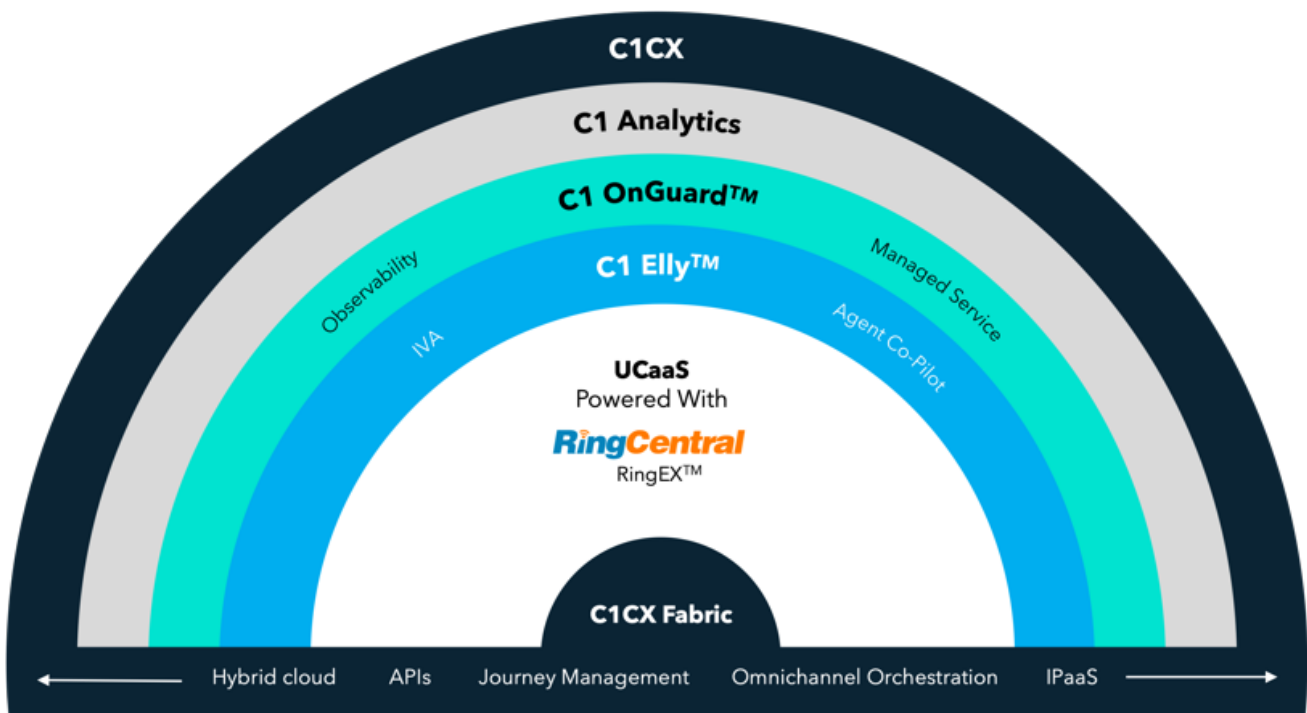 C1CX
C1 Analytics
C1 OnGuard™
Observability
Managed Service
C1 Elly™
IVA
Agent Co-Pilot
UCaaS
Powered With
RingCentral
RingEX™
C1CX Fabric
Hybrid cloud APIs Journey Management Omnichannel Orchestration IPaaS